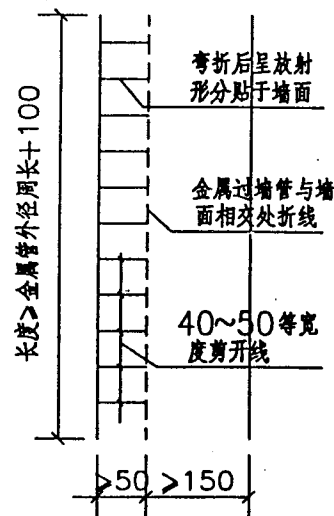 弯折后呈放射
形分贴于墙面
长度≥金属管外径周长+100
金属过墙管与墙
面相交处折线
40~50等宽
度剪开线
≥50 ≥150